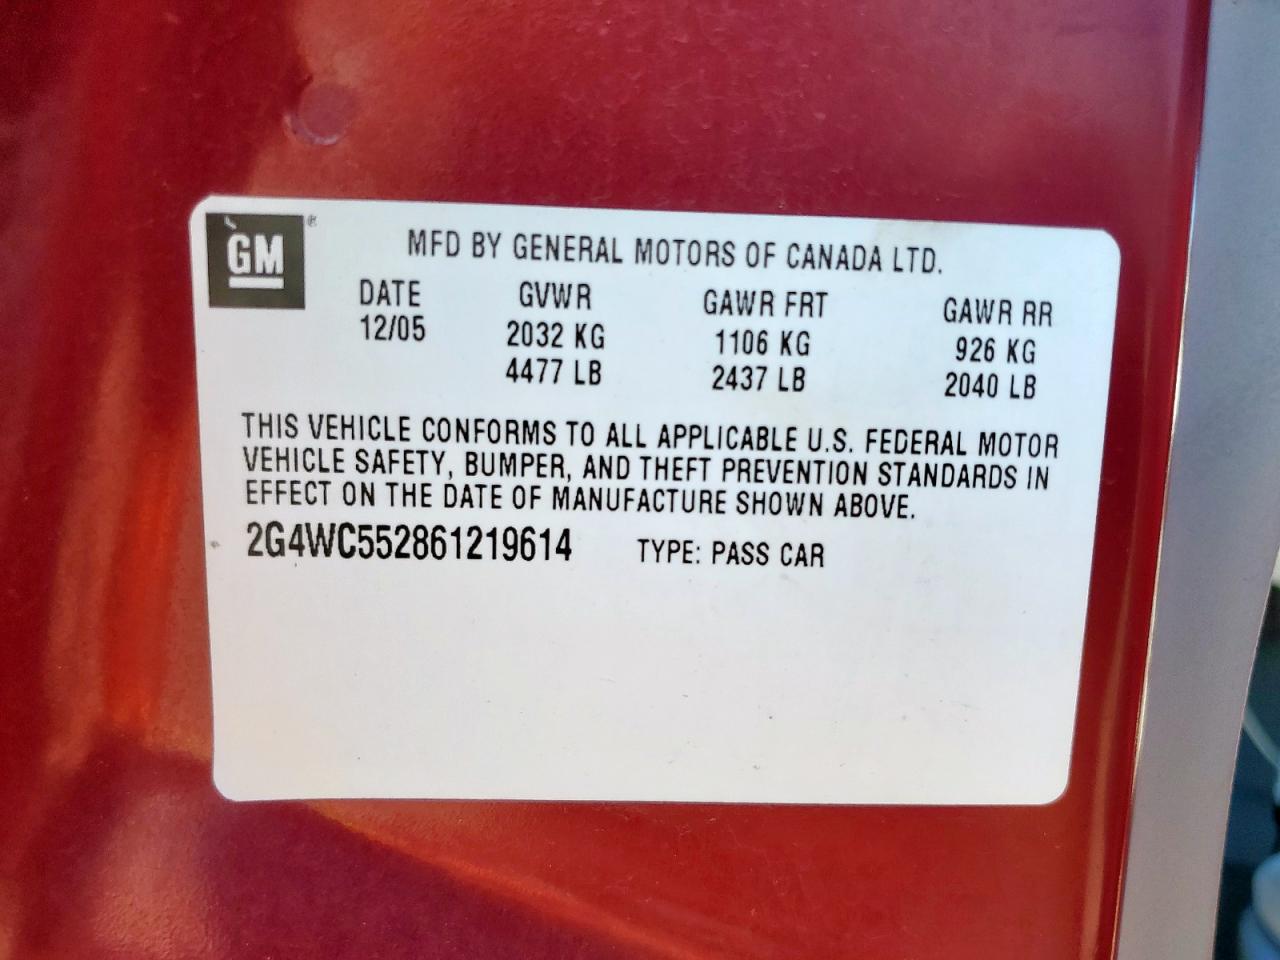 GM®
MFD BY GENERAL MOTORS OF CANADA LTD.
DATE GVWR GAWR FRT GAWR RR
12/05 2032 KG 1106 KG 926 KG
4477 LB 2437 LB 2040 LB
THIS VEHICLE CONFORMS TO ALL APPLICABLE U.S. FEDERAL MOTOR
VEHICLE SAFETY, BUMPER, AND THEFT PREVENTION STANDARDS IN
EFFECT ON THE DATE OF MANUFACTURE SHOWN ABOVE.
2G4WC552861219614 TYPE: PASS CAR